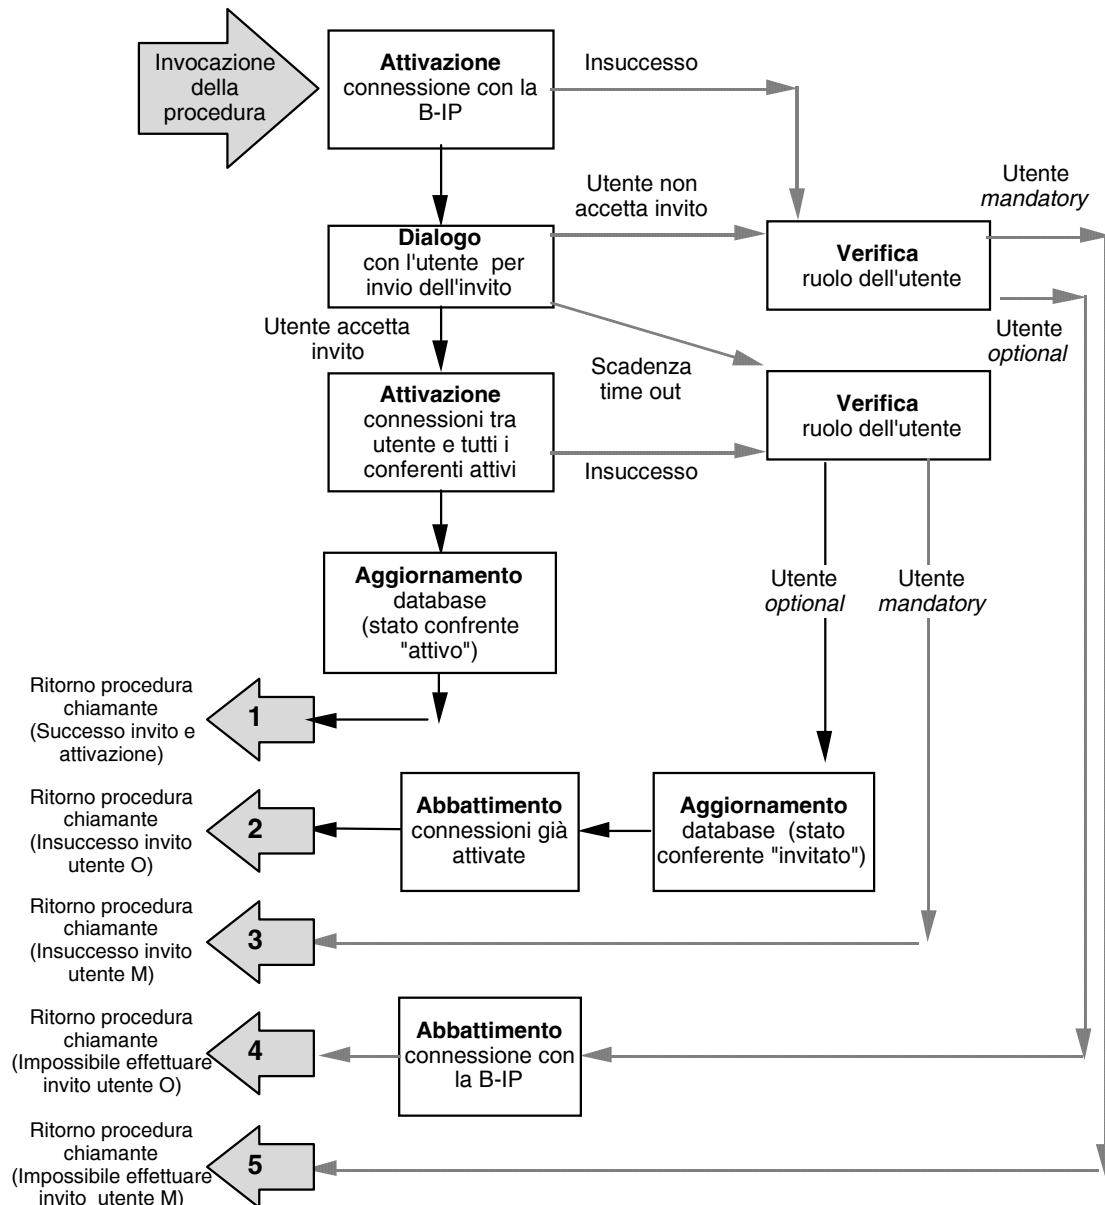 Invocazione
della
procedura
Attivazione
connessione con la
B-IP
Insuccesso
Utente non
accetta invito
Utente
mandatory
Dialogo
con l'utente  per
invio dell'invito
Verifica
ruolo dell'utente
Utente
optional
Utente accetta
invito
Scadenza
time out
Attivazione
connessioni tra
utente e tutti i
conferenti attivi
Insuccesso
Verifica
ruolo dell'utente
Aggiornamento
database
(stato confrente
"attivo")
Utente
optional
Utente
mandatory
Ritorno procedura
chiamante
(Successo invito e
attivazione)
1
Ritorno procedura
chiamante
(Insuccesso invito
utente O)
2
Abbattimento
connessioni già
attivate
Aggiornamento
database  (stato
conferente "invitato")
Ritorno procedura
chiamante
(Insuccesso invito
utente M)
3
Ritorno procedura
chiamante
(Impossibile effettuare
invito utente O)
4
Abbattimento
connessione con
la B-IP
Ritorno procedura
chiamante
(Impossibile effettuare
invito  utente M)
5